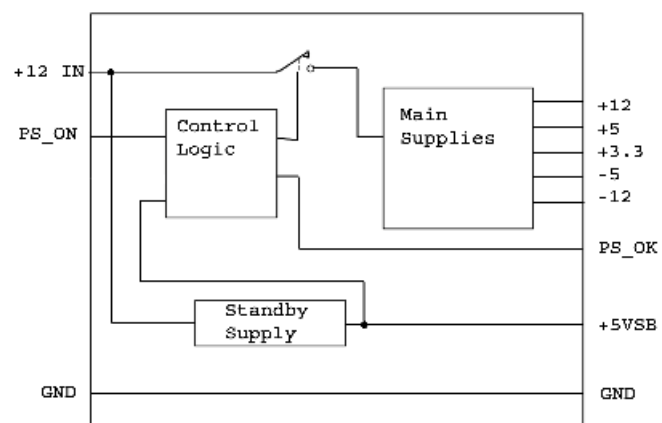 +12 IN
PS_ON
Control
Logic
Main
Supplies
+12
+5
+3.3
-5
-12
PS_OK
Standby
Supply
+5VSB
GND
GND